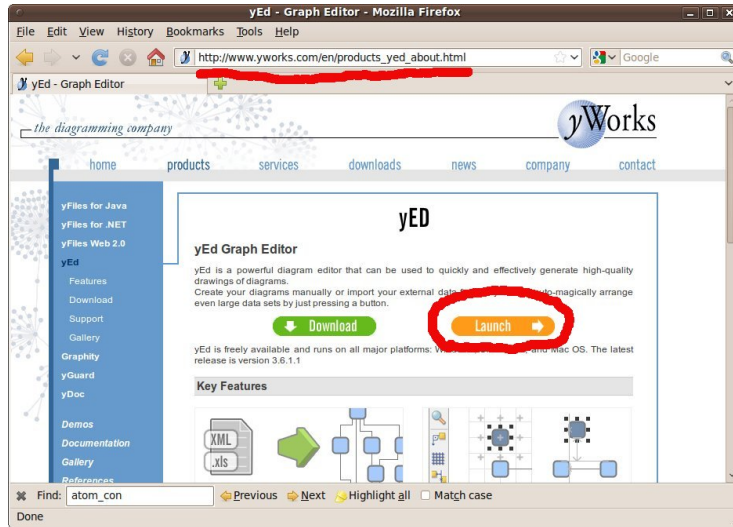 yEd - Graph Editor - Mozilla Firefox
File Edit View History Bookmarks Tools Help
http://www.yworks.com/en/products_yed_about.html
Google
yEd - Graph Editor
the diagramming company
yWorks
home products services downloads news company contact
yFiles for Java
yFiles for .NET
yFiles Web 2.0
yEd
Features
Download
Support
Gallery
Graphity
yGuard
yDoc
Demos
Documentation
Gallery
References
yED
yEd Graph Editor
yEd is a powerful diagram editor that can be used to quickly and effectively generate high-quality
drawings of diagrams.
Create your diagrams manually or import your external data auto-magically arrange
even large data sets by just pressing a button.
Download Launch
yEd is freely available and runs on all major platforms: and Mac OS. The latest
release is version 3.6.1.1
Key Features
XML
.xls
Find: atom_con Previous Next Highlight all Match case
Done